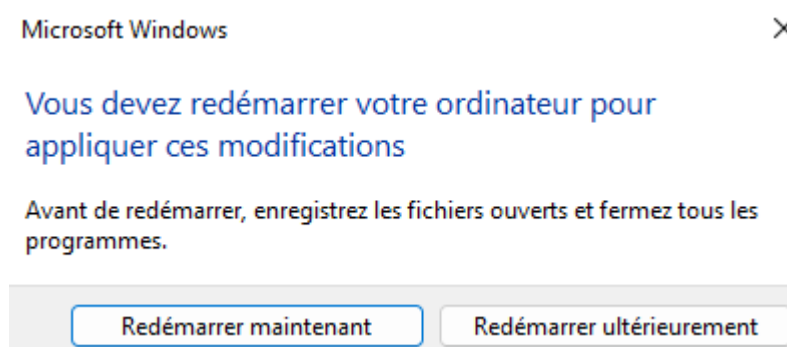 Microsoft Windows
Vous devez redémarrer votre ordinateur pour
appliquer ces modifications
Avant de redémarrer, enregistrez les fichiers ouverts et fermez tous les
programmes.
Redémarrer maintenant
Redémarrer ultérieurement